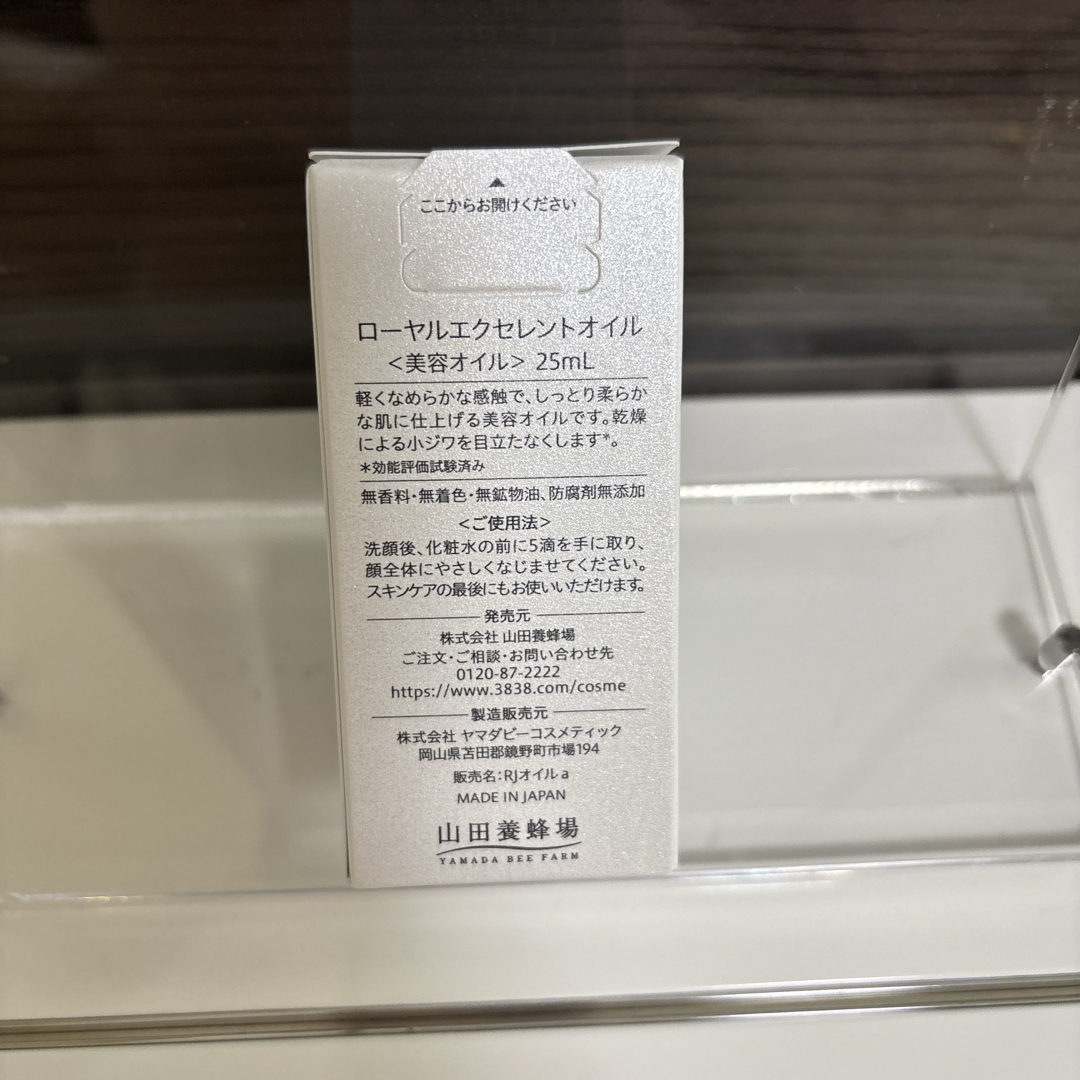 ▲
ここからお開けください
ローヤルエクセレントオイル
<美容オイル> 25mL
軽くなめらかな感触で、しっとり柔らか
な肌に仕上げる美容オイルです。乾燥
による小ジワを目立たなくします*。
*効能評価試験済み
無香料・無着色・無鉱物油、防腐剤無添加
<ご使用法>
洗顔後、化粧水の前に5滴を手に取り、
顔全体にやさしくなじませてください。
スキンケアの最後にもお使いいただけます。
発売元
株式会社 山田養蜂場
ご注文・ご相談・お問い合わせ先
0120-87-2222
https://www.3838.com/cosme
製造販売元
株式会社 ヤマダビーコスメティック
岡山県苫田郡鏡野町市場194
販売名:RJオイル a
MADE IN JAPAN
山田養蜂場
YAMADA BEE FARM